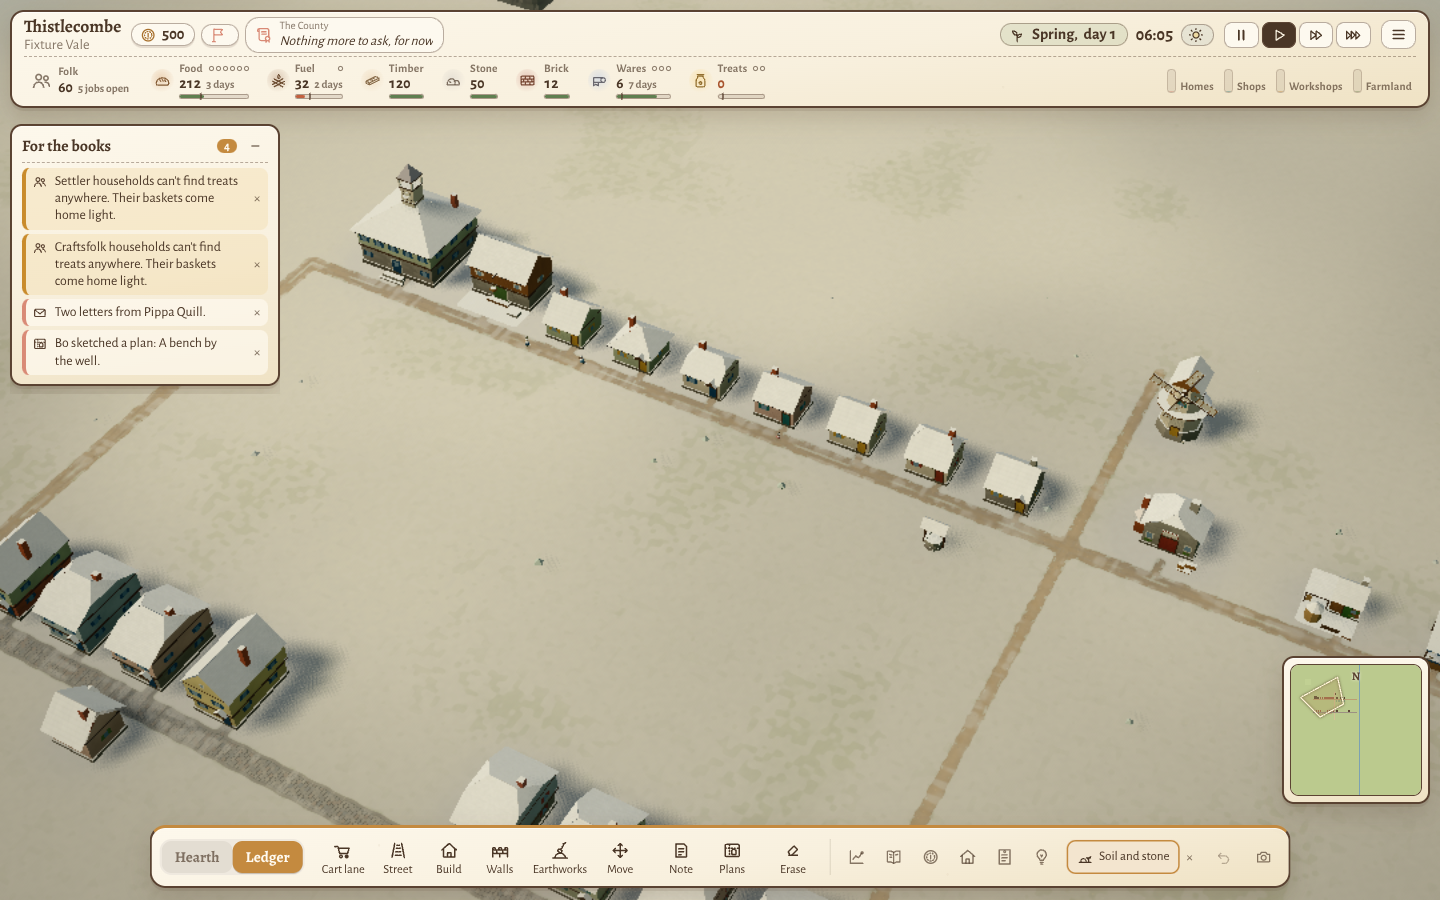 Thistlecombe
Fixture Vale
500
The County
Nothing more to ask, for now
Spring, day 1
06:05
Folk
60 5 jobs open
Food
212 3 days
Fuel
32 2 days
Timber
120
Stone
50
Brick
12
Wares
6 7 days
Treats
0
Homes
Shops
Workshops
Farmland
For the books
4
Settler households can't find treats
anywhere. Their baskets come
home light.
×
Craftsfolk households can't find
treats anywhere. Their baskets
come home light.
×
Two letters from Pippa Quill.
×
Bo sketched a plan: A bench by
the well.
×
N
Hearth
Ledger
Cart lane
Street
Build
Walls
Earthworks
Move
Note
Plans
Erase
Soil and stone
×